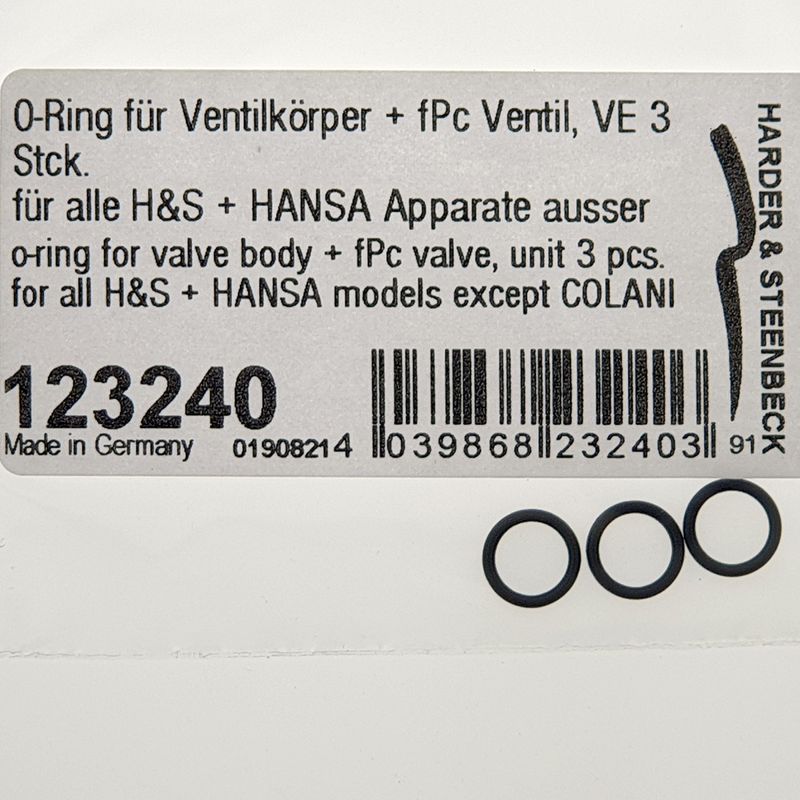 O-Ring für Ventilkörper + fPc Ventil, VE 3
Stck.
für alle H&S + HANSA Apparate ausser
o-ring for valve body + fPc valve, unit 3 pcs.
for all H&S + HANSA models except COLANI
123240
Made in Germany
01908214
4 039868 232403
91
HARDER & STEENBECK